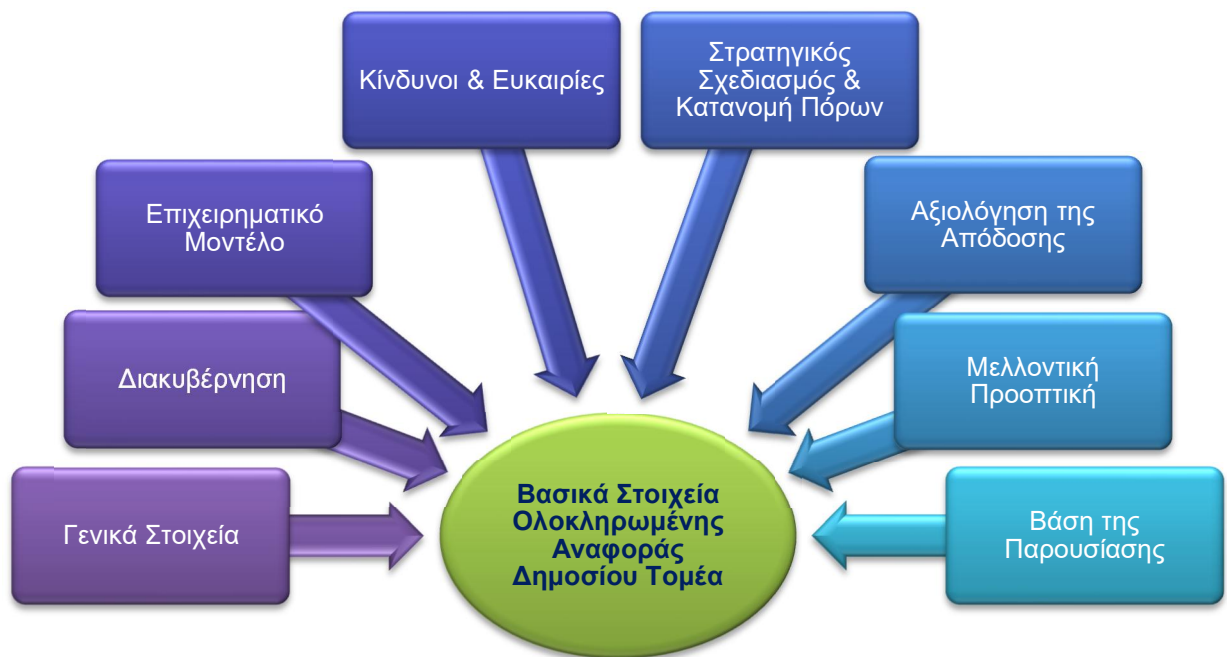 Κίνδυνοι & Ευκαιρίες
Στρατηγικός
Σχεδιασμός &
Κατανομή Πόρων
Επιχειρηματικό
Μοντέλο
Αξιολόγηση της
Απόδοσης
Διακυβέρνηση
Μελλοντική
Προοπτική
Γενικά Στοιχεία
Βασικά Στοιχεία
Ολοκληρωμένης
Αναφοράς
Δημοσίου Τομέα
Βάση της
Παρουσίασης